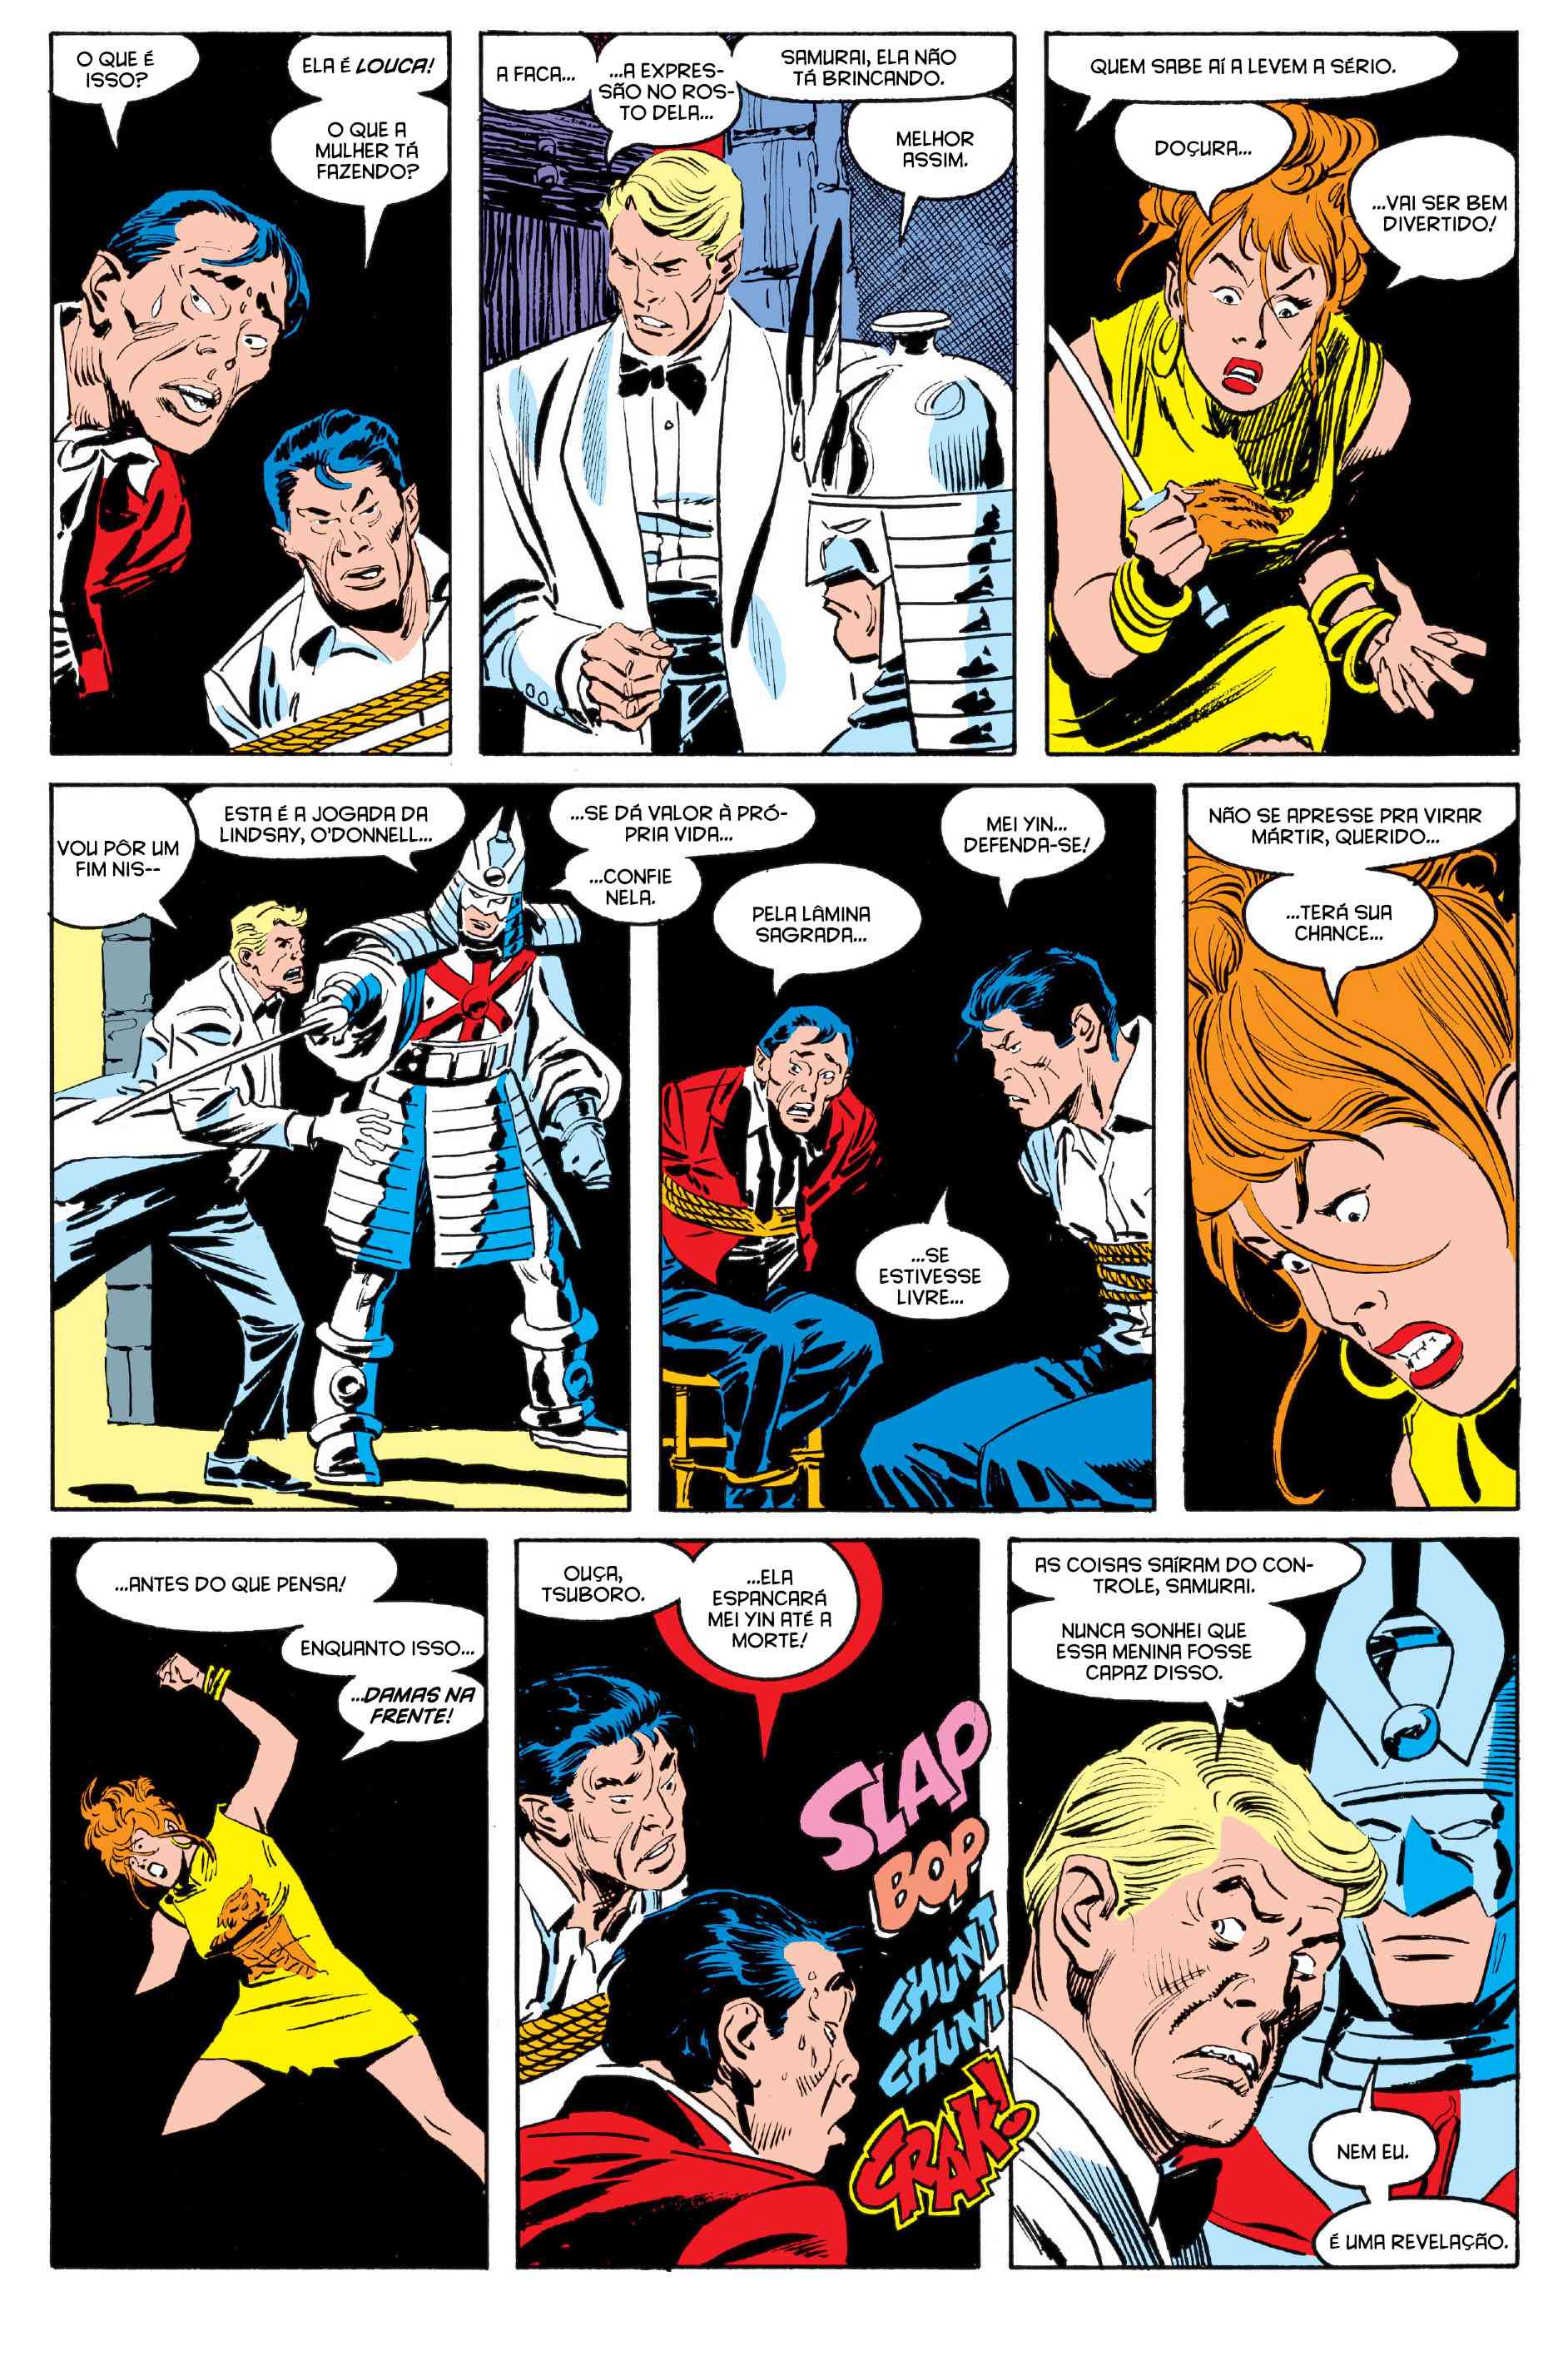 O QUE É
ISSO?
ELA É LOUCA!
O QUE A
MULHER TÁ
FAZENDO?
A FACA...
...A EXPRES-
SÃO NO ROS-
TO DELA...
SAMURAI, ELA NÃO
TÁ BRINCANDO.
MELHOR
ASSIM.
QUEM SABE AÍ A LEVEM A SÉRIO.
DOÇURA...
...VAI SER BEM
DIVERTIDO!
VOU PÔR UM
FIM NIS--
ESTA É A JOGADA DA
LINDSAY, O'DONNELL...
...SE DÁ VALOR À PRÓ-
PRIA VIDA...
...CONFIE
NELA.
PELA LÂMINA
SAGRADA...
MEI YIN...
DEFENDA-SE!
...SE
ESTIVESSE
LIVRE...
NÃO SE APRESSE PRA VIRAR
MÁRTIR, QUERIDO...
...TERÁ SUA
CHANCE...
...ANTES DO QUE PENSA!
ENQUANTO ISSO...
...DAMAS NA
FRENTE!
OUÇA,
TSUBORO.
...ELA
ESPANCARÁ
MEI YIN ATÉ A
MORTE!
SLAP
BOP
CHUNT
CHUNT
CRAK!
AS COISAS SAÍRAM DO CON-
TROLE, SAMURAI.
NUNCA SONHEI QUE
ESSA MENINA FOSSE
CAPAZ DISSO.
NEM EU.
É UMA REVELAÇÃO.